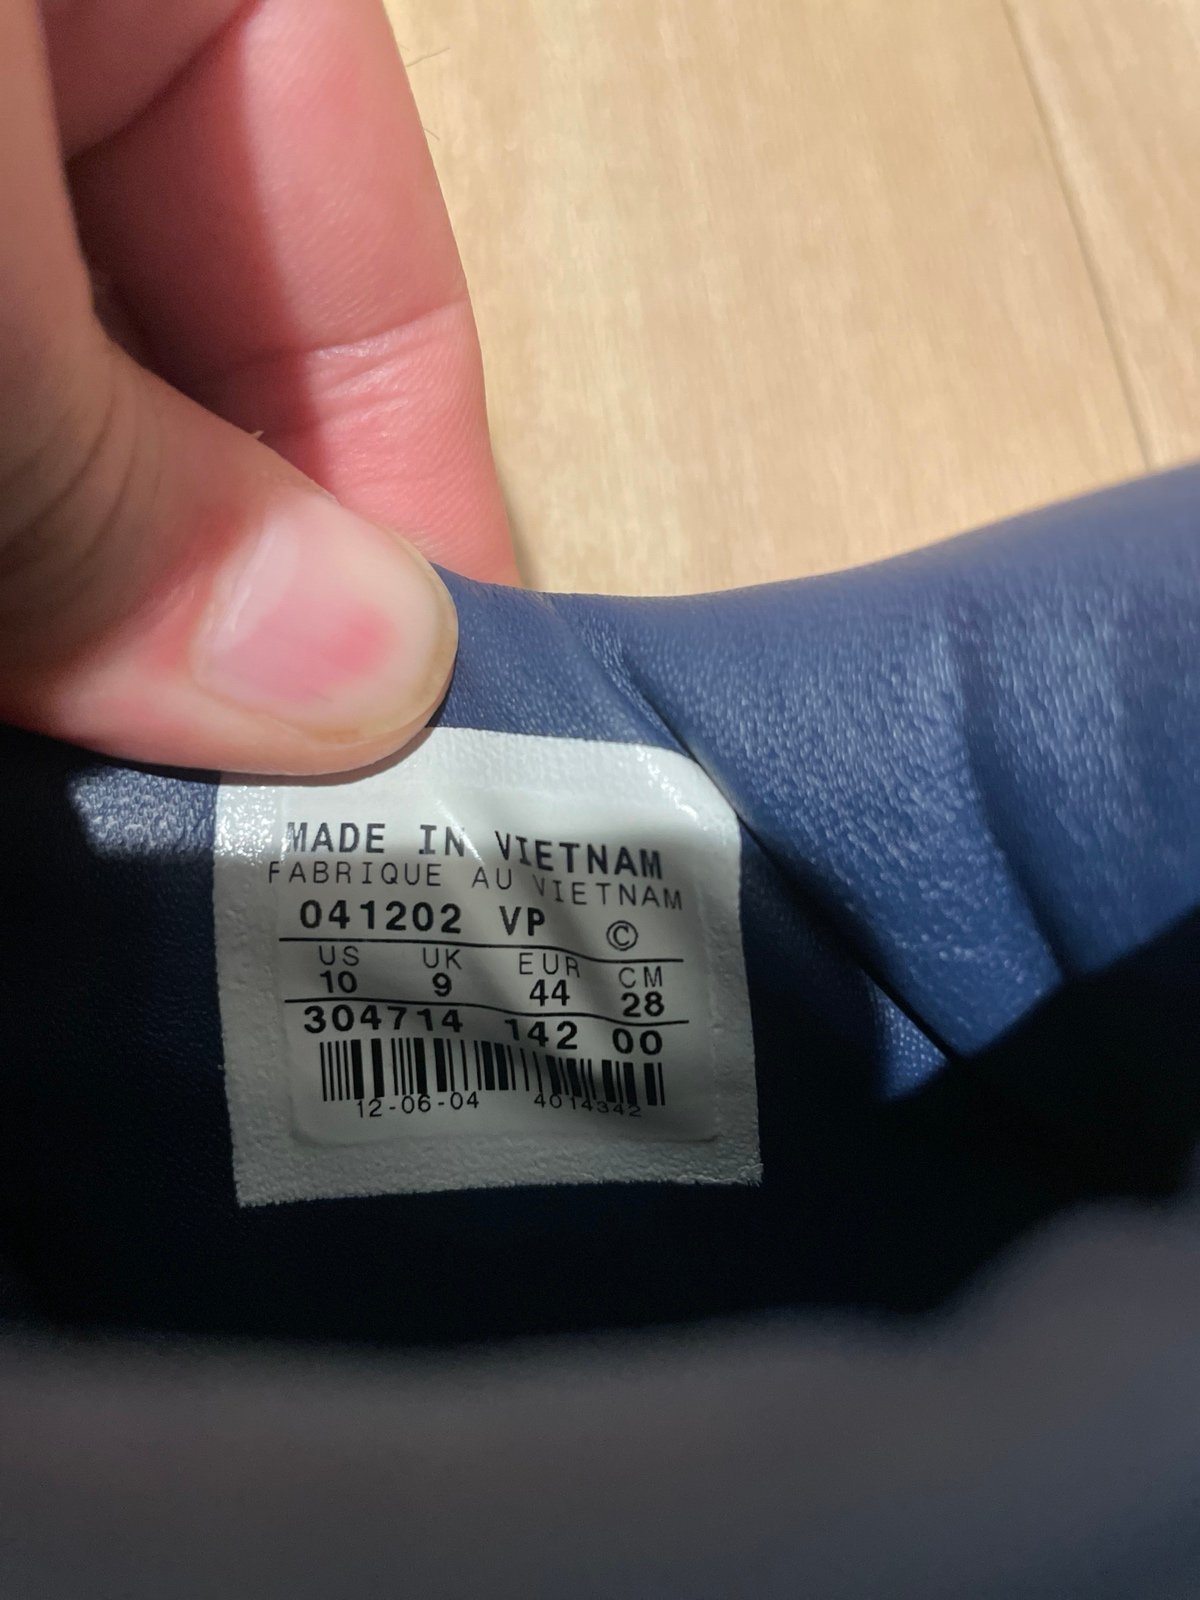 MADE IN VIETNAM
FABRIQUE AU VIETNAM
041202 VP ©
US UK EUR CM
10 9 44 28
304714 142 00
12-06-04 4014342